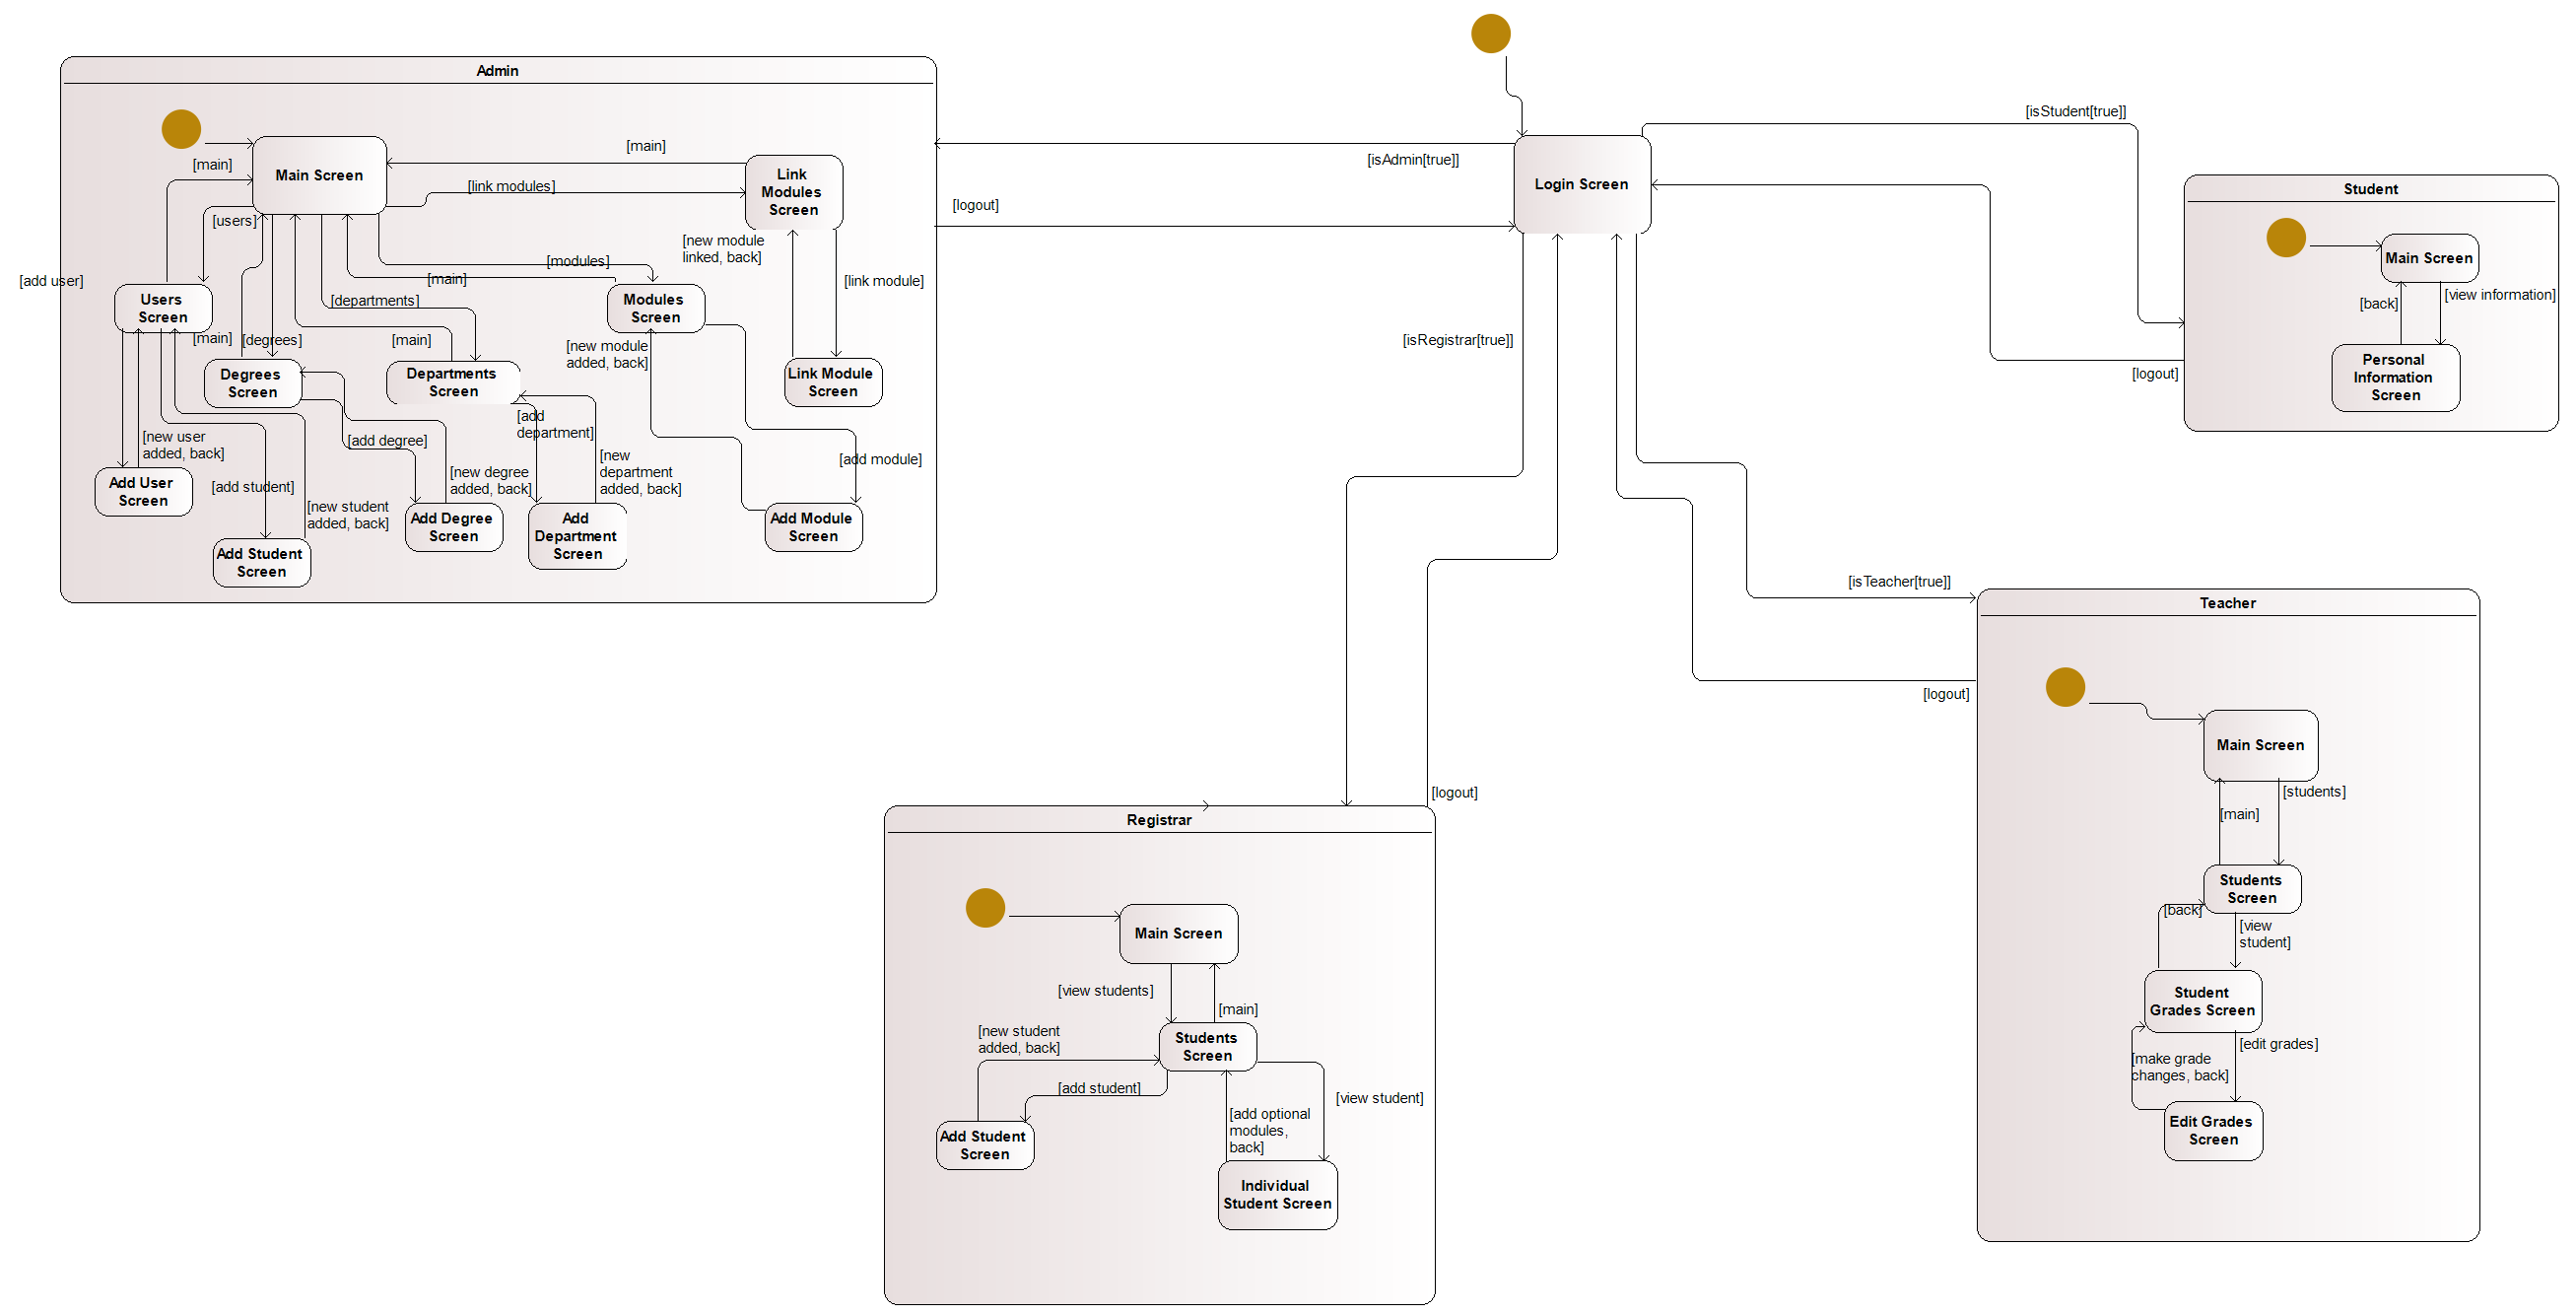 Admin
Main Screen
[main]
[users]
[main]
[link modules]
Link
Modules
Screen
[new module
linked, back]
[link module]
[modules]
[main]
[departments]
[add user]
Users
Screen
[main]
[degrees]
[main]
Modules
Screen
[new module
added, back]
Link Module
Screen
Degrees
Screen
Departments
Screen
[add
department]
[new user
added, back]
[add degree]
[add module]
[new degree
added, back]
[new
department
added, back]
Add User
Screen
[add student]
[new student
added, back]
Add Degree
Screen
Add
Department
Screen
Add Module
Screen
Add Student
Screen
[isAdmin[true]]
[logout]
Login Screen
[isStudent[true]]
[isRegistrar[true]]
[logout]
Student
Main Screen
[back]
[view information]
Personal
Information
Screen
[isTeacher[true]]
[logout]
Teacher
Main Screen
[students]
[main]
Students
Screen
[back]
[view
student]
Student
Grades Screen
[edit grades]
[make grade
changes, back]
Edit Grades
Screen
[logout]
Registrar
Main Screen
[view students]
[main]
[new student
added, back]
Students
Screen
[add student]
[view student]
[add optional
modules,
back]
Add Student
Screen
Individual
Student Screen